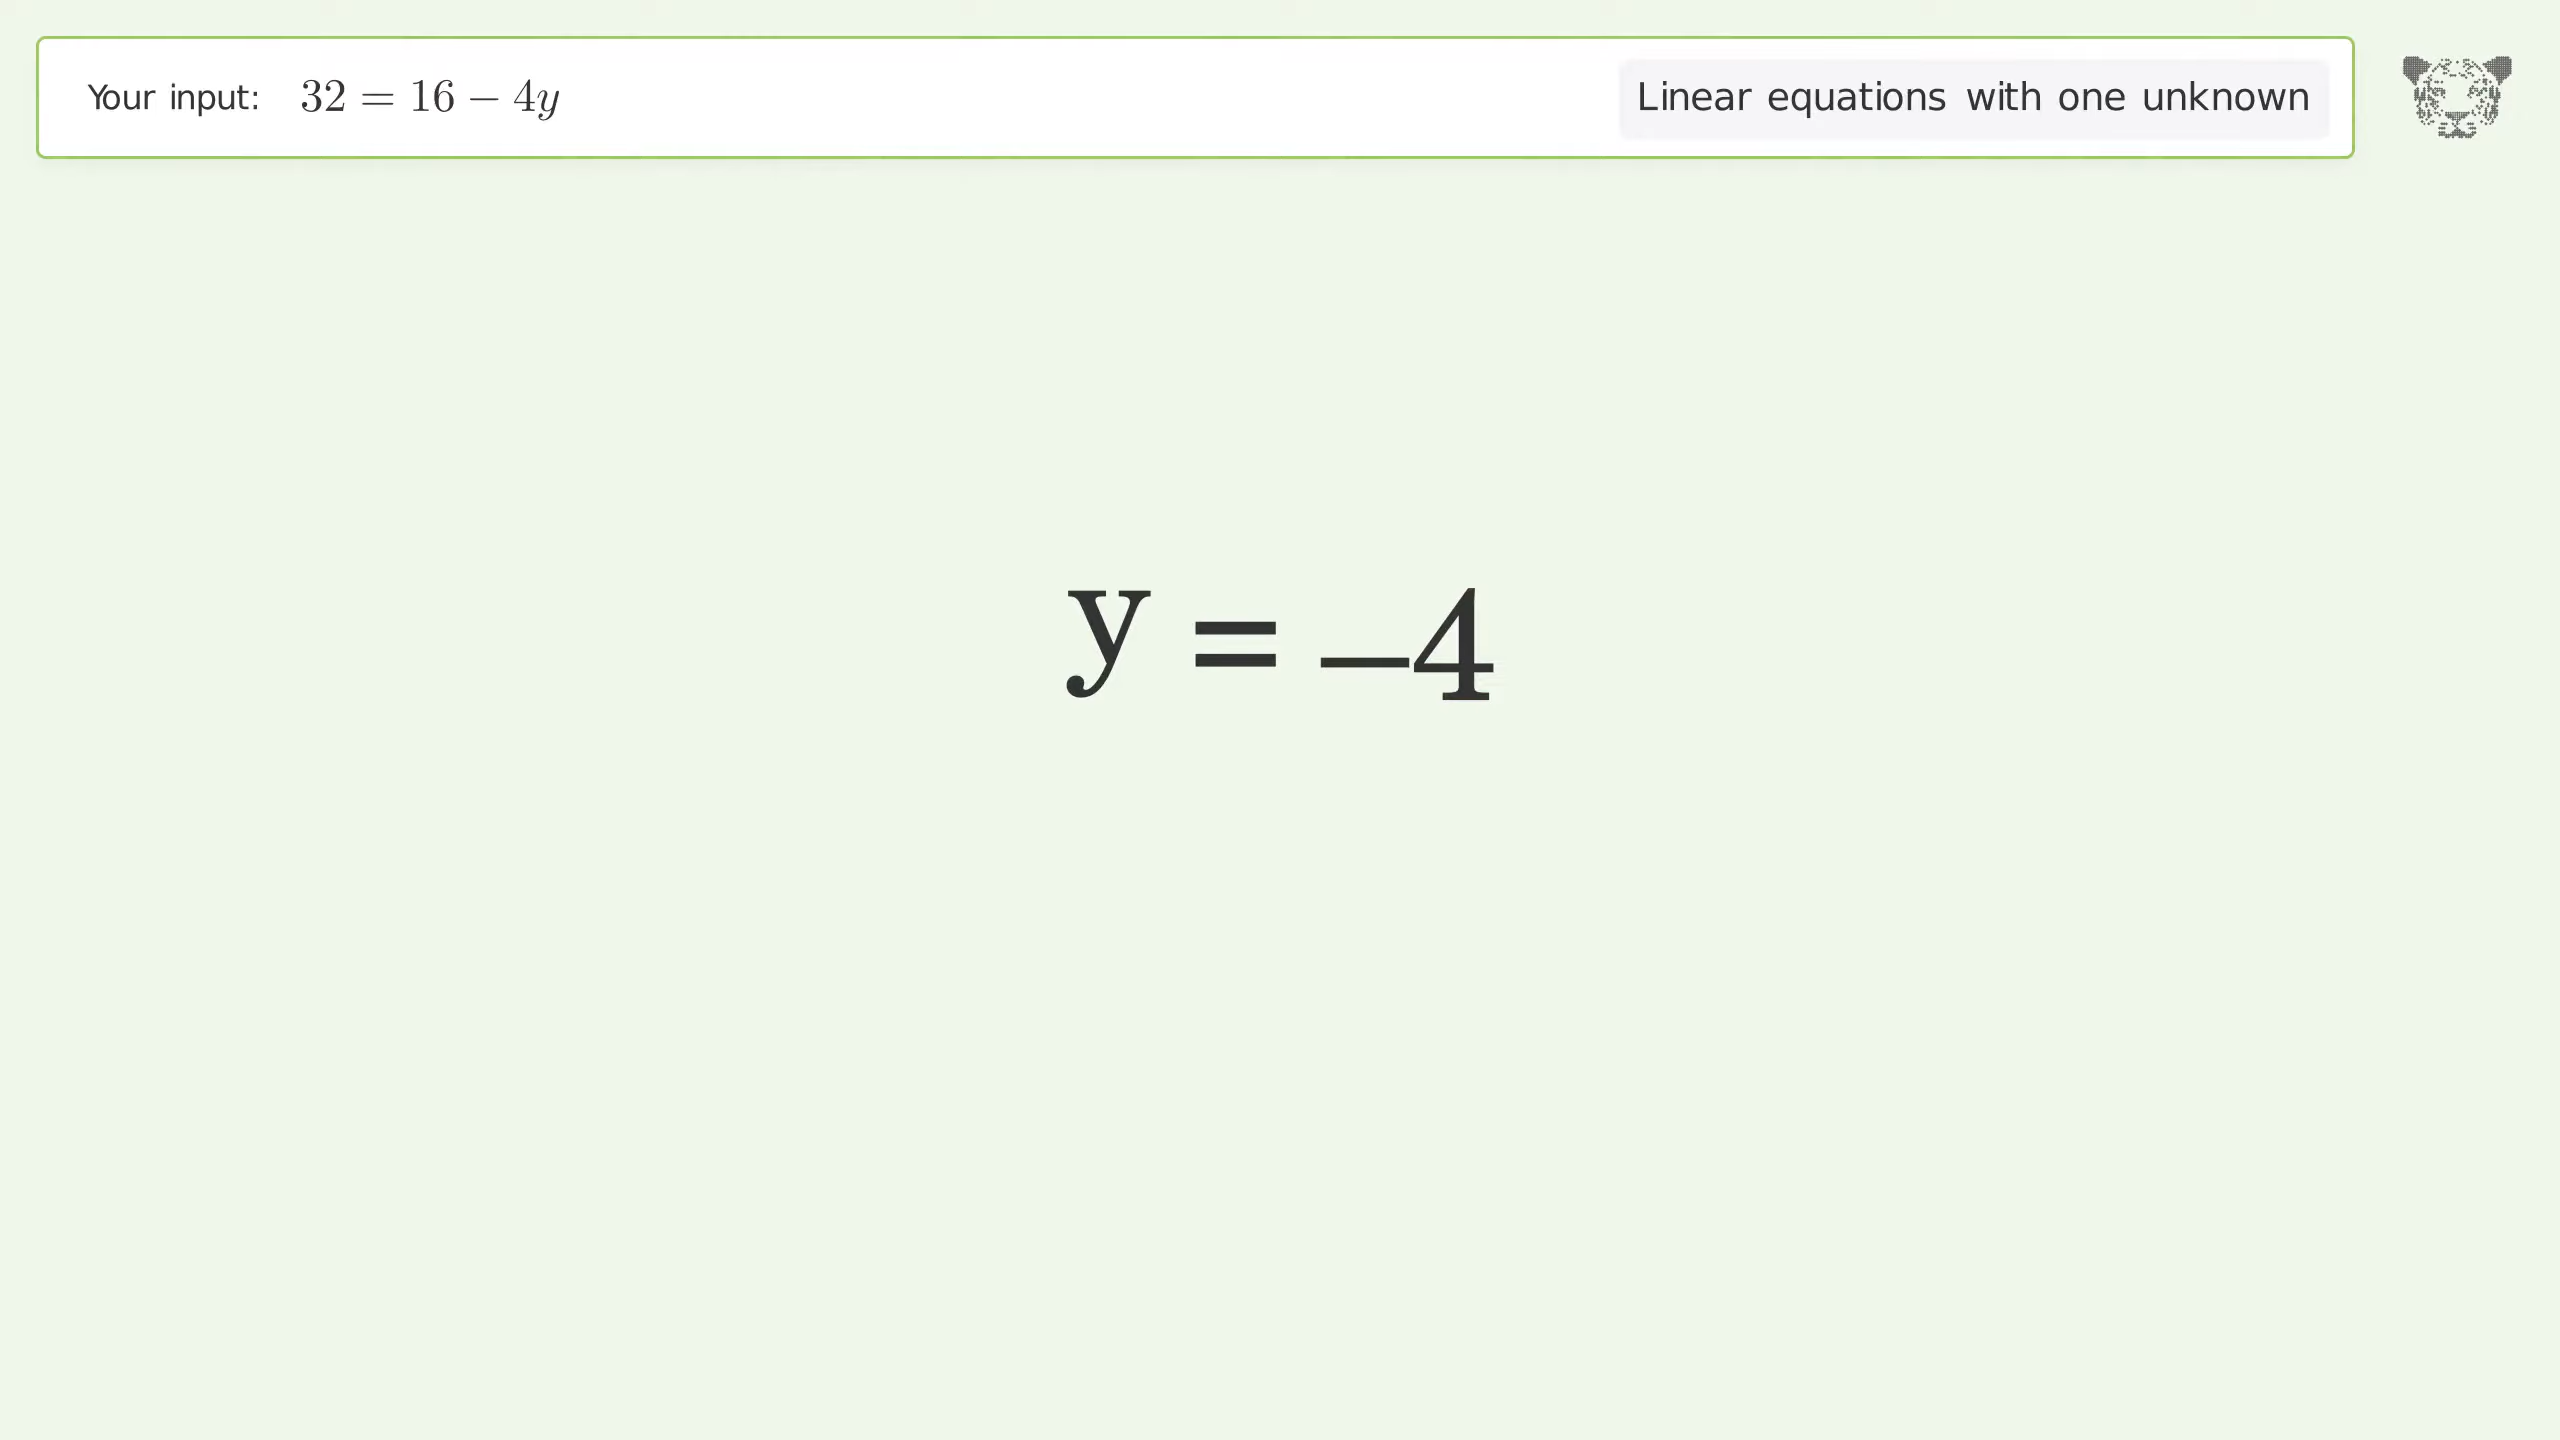 Your input: 32 = 16 − 4y
Linear equations with one unknown
y = −4